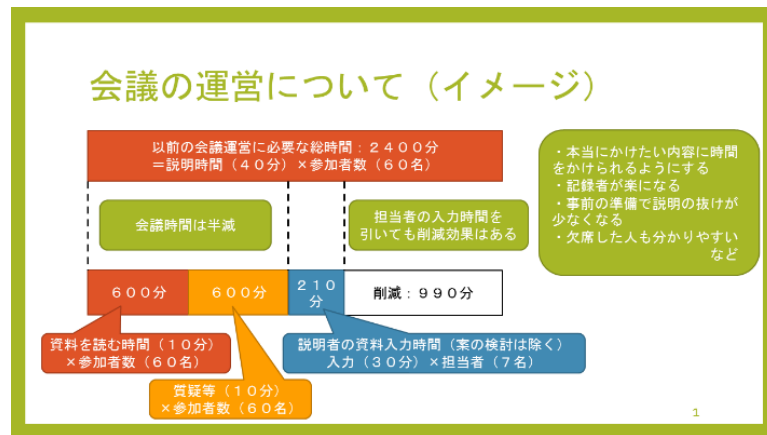 会議の運営について（イメージ）
以前の会議運営に必要な総時間：２４００分
＝説明時間（４０分）×参加者数（６０名）
・本当にかけたい内容に時間
をかけられるようにする
・記録者が楽になる
・事前の準備で説明の抜けが
少なくなる
・欠席した人も分かりやすい
など
会議時間は半減
担当者の入力時間を
引いても削減効果はある
６００分
６００分
２１０
分
削減：９９０分
資料を読む時間（１０分）
×参加者数（６０名）
説明者の資料入力時間（案の検討は除く）
入力（３０分）×担当者（７名）
質疑等（１０分）
×参加者数（６０名）
1